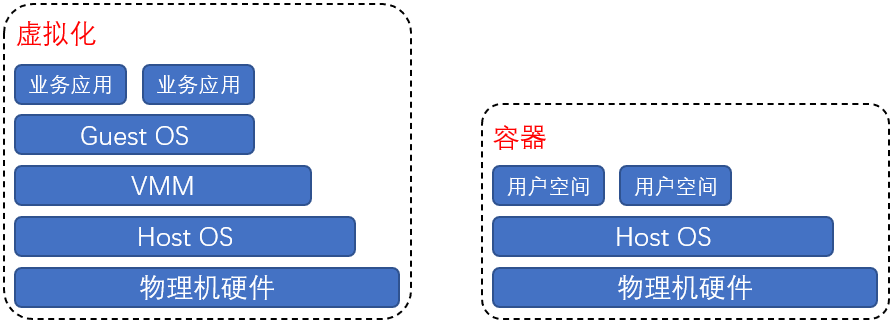 虚拟化
业务应用 业务应用
Guest OS
VMM
Host OS
物理机硬件
容器
用户空间 用户空间
Host OS
物理机硬件